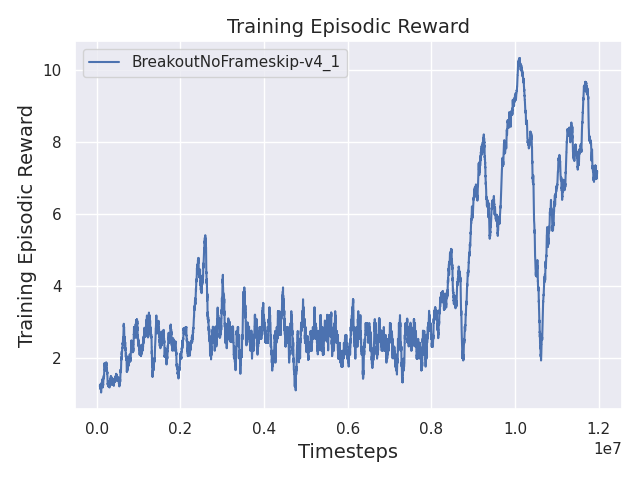 Training Episodic Reward
BreakoutNoFrameskip-v4_1
Training Episodic Reward
10
8
6
4
2
0.0 0.2 0.4 0.6 0.8 1.0 1.2
1e7
Timesteps